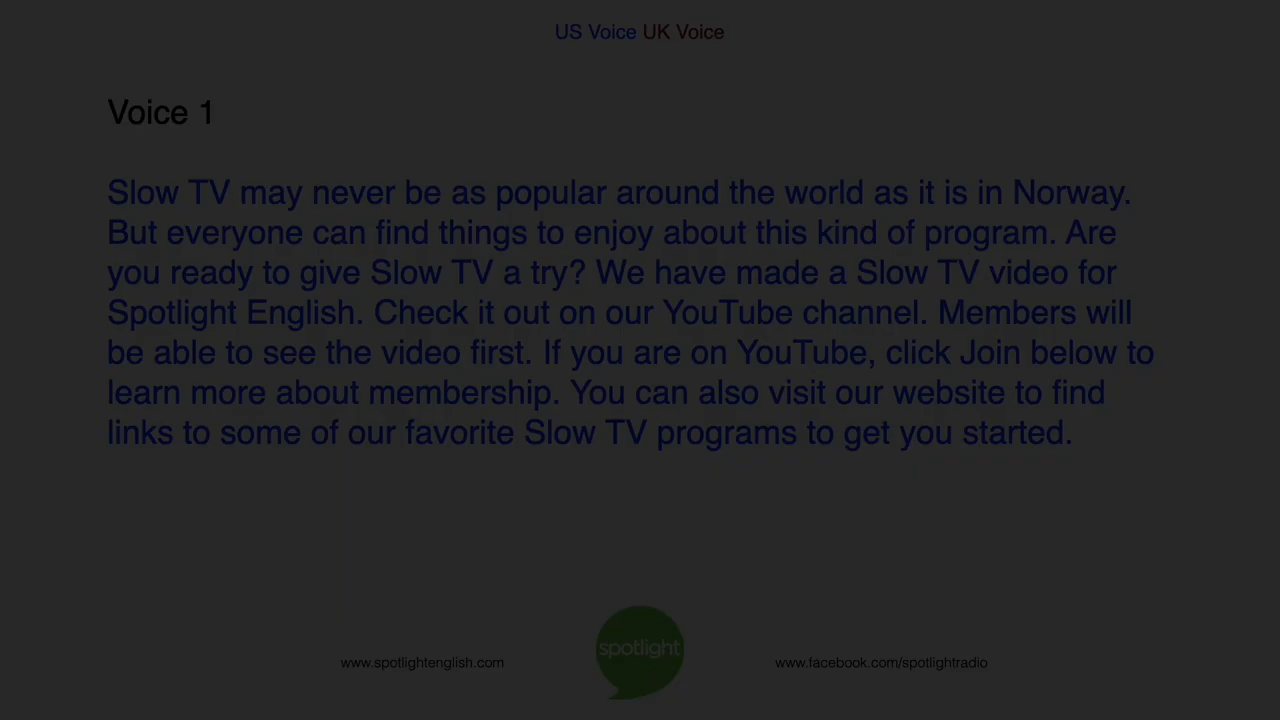 US Voice UK Voice
Voice 1
Slow TV may never be as popular around the world as it is in Norway.
But everyone can find things to enjoy about this kind of program. Are
you ready to give Slow TV a try? We have made a Slow TV video for
Spotlight English. Check it out on our YouTube channel. Members will
be able to see the video first. If you are on YouTube, click Join below to
learn more about membership. You can also visit our website to find
links to some of our favorite Slow TV programs to get you started.
spotlight
www.spotlightenglish.com
www.facebook.com/spotlightradio